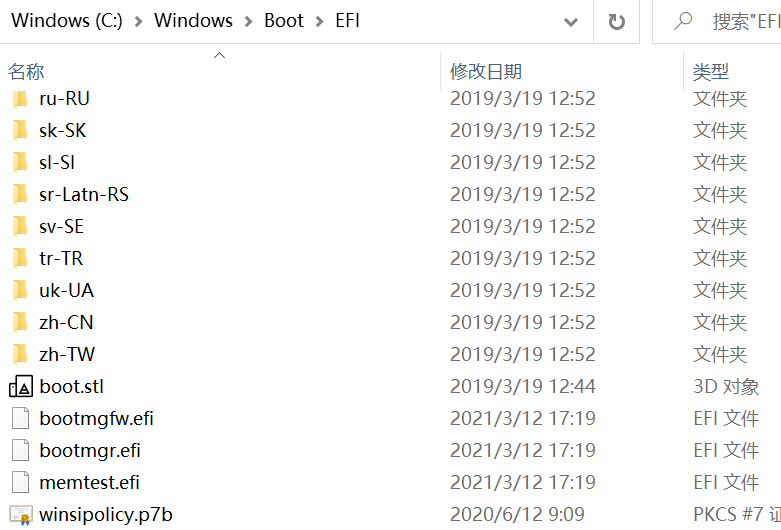 Windows (C:) Windows Boot EFI 搜索"EFI
名称 修改日期 类型
ru-RU 2019/3/19 12:52 文件夹
sk-SK 2019/3/19 12:52 文件夹
sl-SI 2019/3/19 12:52 文件夹
sr-Latn-RS 2019/3/19 12:52 文件夹
sv-SE 2019/3/19 12:52 文件夹
tr-TR 2019/3/19 12:52 文件夹
uk-UA 2019/3/19 12:52 文件夹
zh-CN 2019/3/19 12:52 文件夹
zh-TW 2019/3/19 12:52 文件夹
boot.stl 2019/3/19 12:44 3D 对象
bootmgfw.efi 2021/3/12 17:19 EFI 文件
bootmgr.efi 2021/3/12 17:19 EFI 文件
memtest.efi 2021/3/12 17:19 EFI 文件
winsipolicy.p7b 2020/6/12 9:09 PKCS #7 证